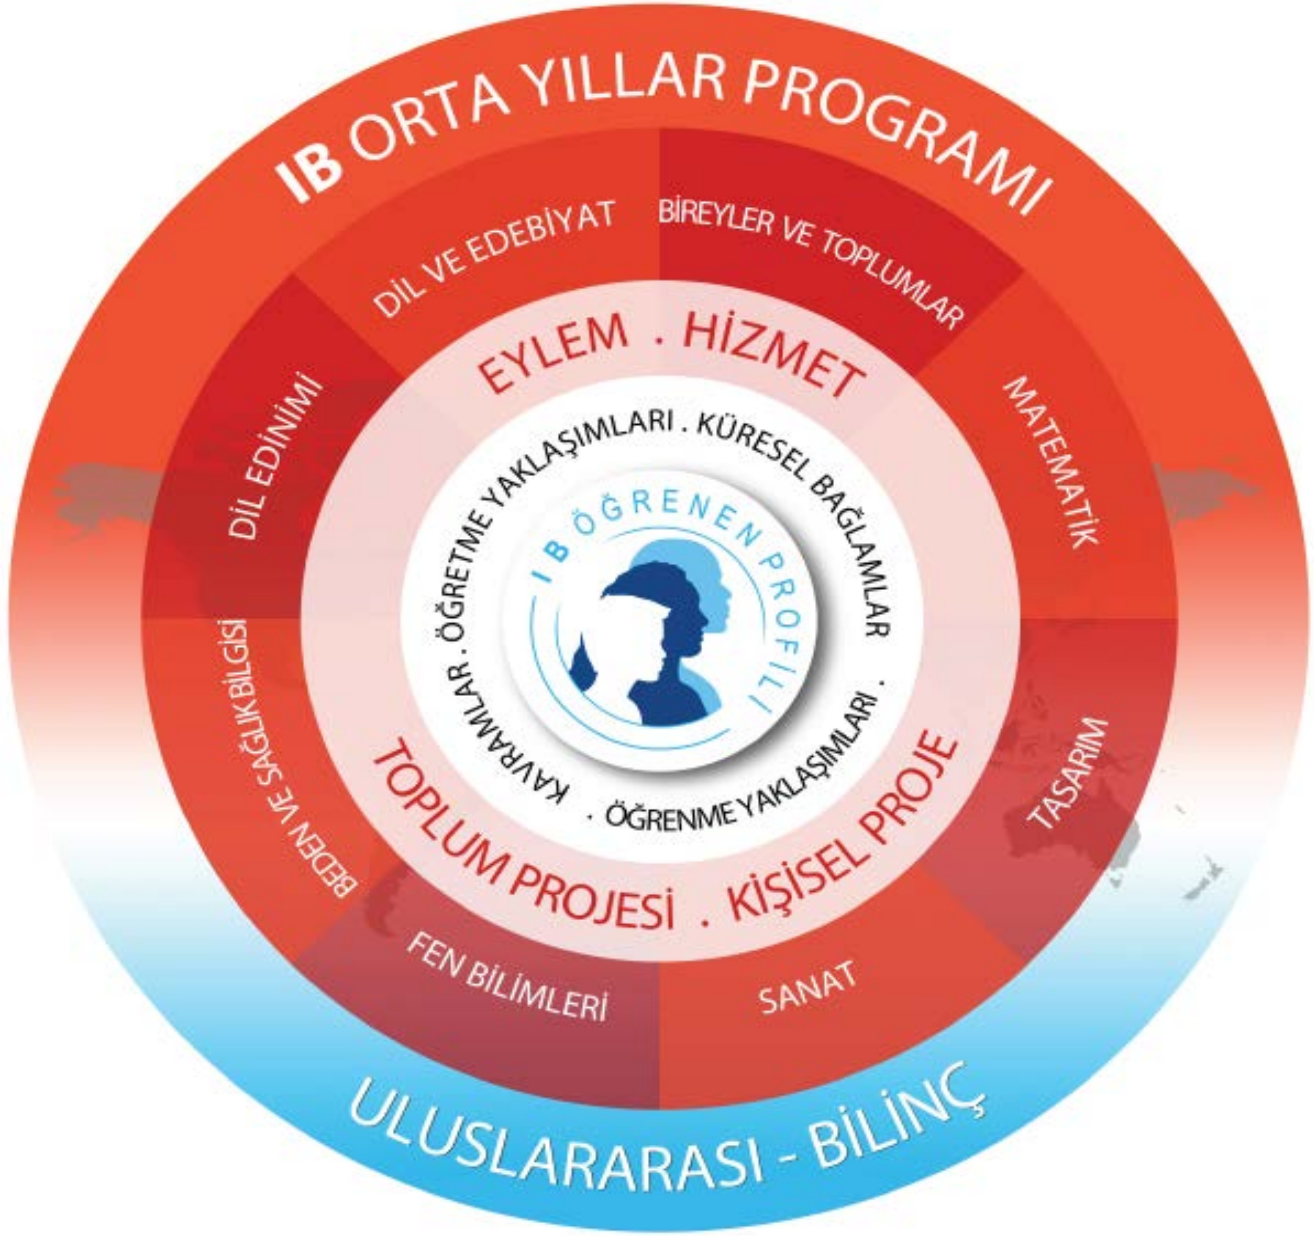 IB ORTA YILLAR PROGRAMI
DİL VE EDEBİYAT
BİREYLER VE TOPLUMLAR
MATEMATİK
TASARIM
SANAT
FEN BİLİMLERİ
BEDEN VE SAĞLIK BİLGİSİ
DİL EDİNİMİ
EYLEM . HİZMET
TOPLUM PROJESİ . KİŞİSEL PROJE
KAVRAMLAR . ÖĞRETME YAKLAŞIMLARI . KÜRESEL BAĞLAMLAR .
. ÖĞRENME YAKLAŞIMLARI
IB ÖĞRENEN PROFİLİ
ULUSLARARASI - BİLİNÇ